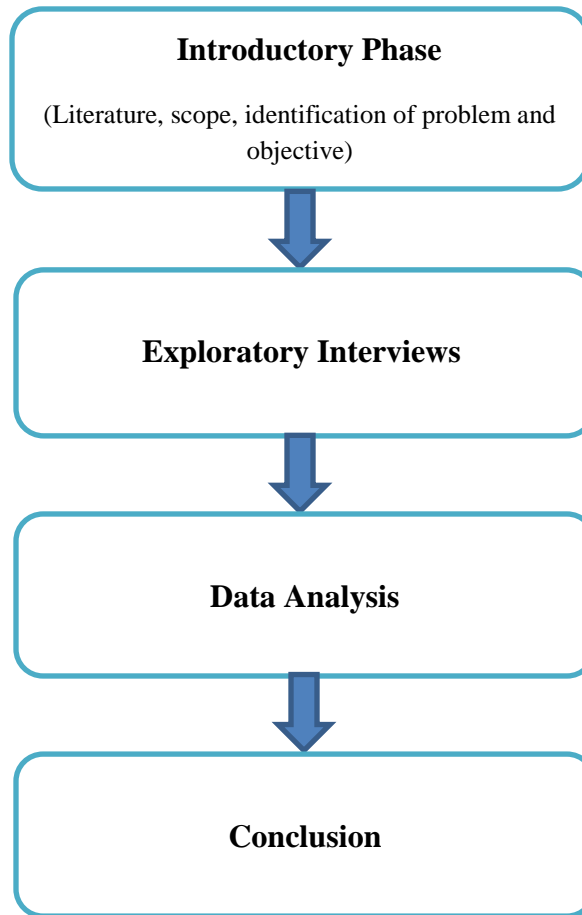 Introductory Phase
(Literature, scope, identification of problem and
objective)
Exploratory Interviews
Data Analysis
Conclusion